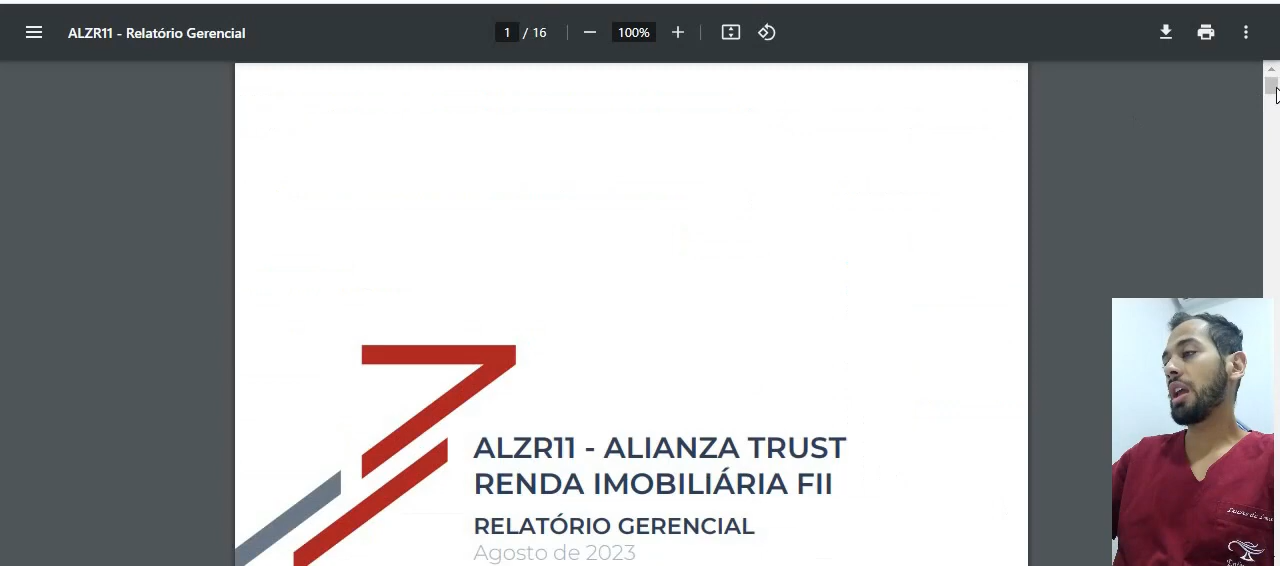 ALZR11 - Relatório Gerencial
1 / 16
100%
ALZR11 - ALIANZA TRUST
RENDA IMOBILIÁRIA FII
RELATÓRIO GERENCIAL
Agosto de 2023